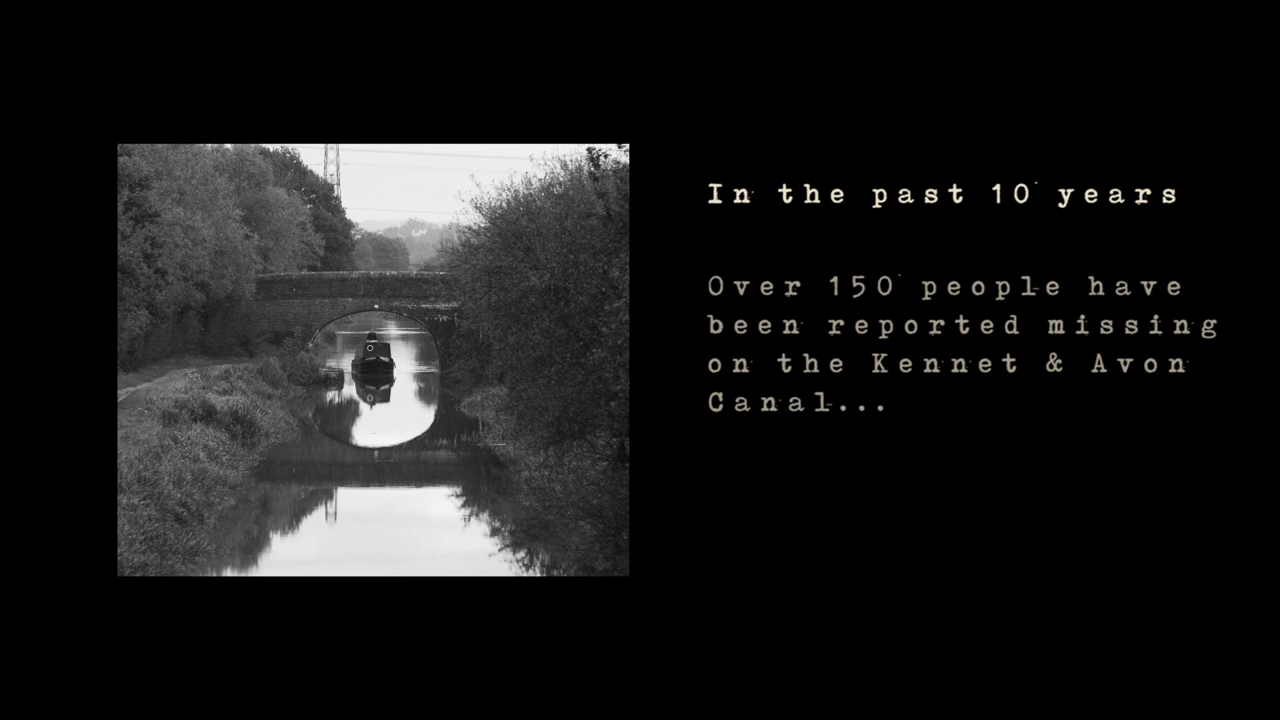 In the past 10 years
Over 150 people have
been reported missing
on the Kennet & Avon
Canal...